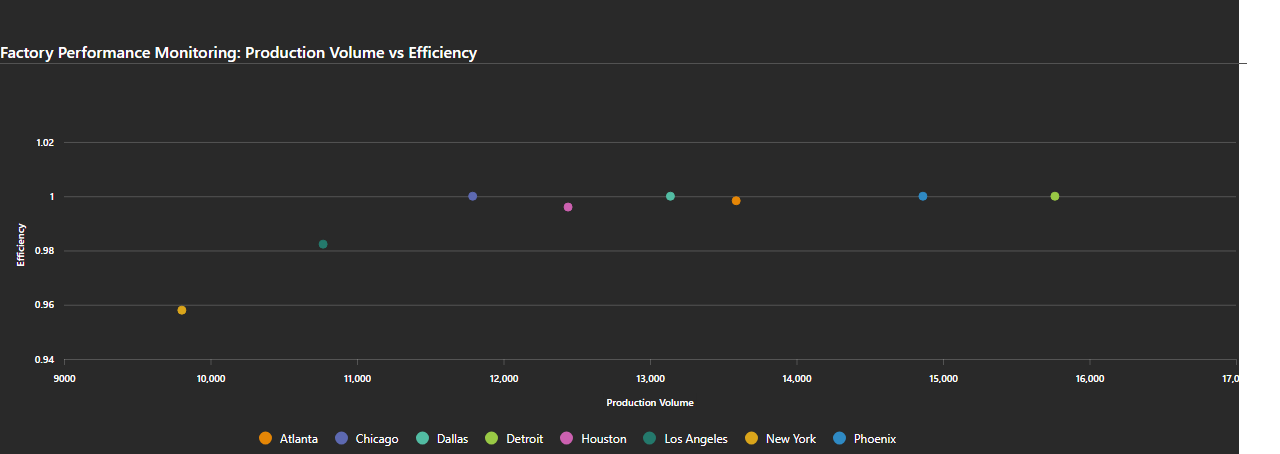 Factory Performance Monitoring: Production Volume vs Efficiency
1.02
1
0.98
0.96
0.94
Efficiency
9000 10,000 11,000 12,000 13,000 14,000 15,000 16,000 17,0
Production Volume
Atlanta Chicago Dallas Detroit Houston Los Angeles New York Phoenix